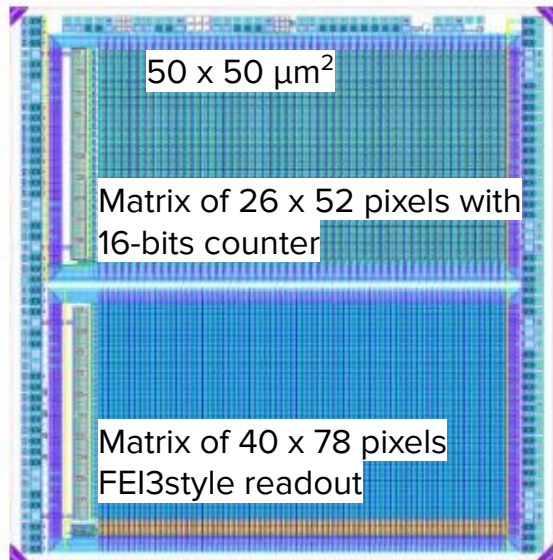 50 x 50 μm²
Matrix of 26 x 52 pixels with
16-bits counter
Matrix of 40 x 78 pixels
FEI3style readout